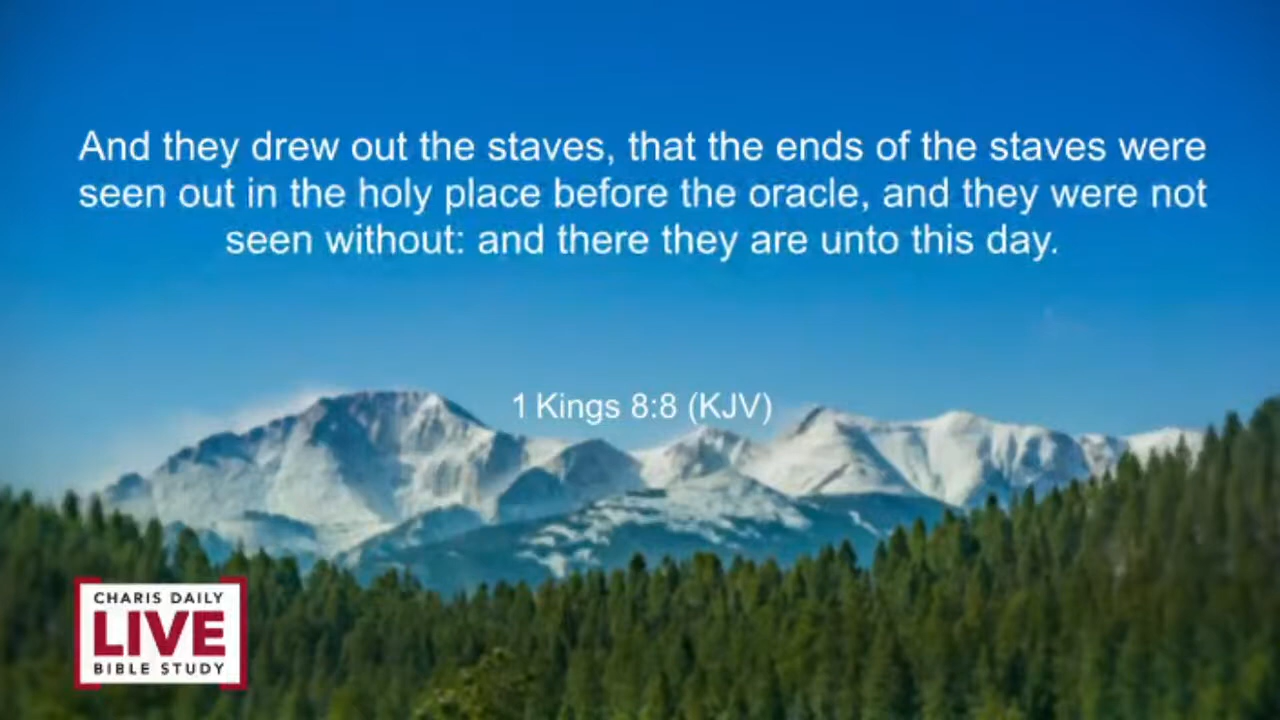 And they drew out the staves, that the ends of the staves were
seen out in the holy place before the oracle, and they were not
seen without: and there they are unto this day.
1 Kings 8:8 (KJV)
CHARIS DAILY
LIVE
BIBLE STUDY